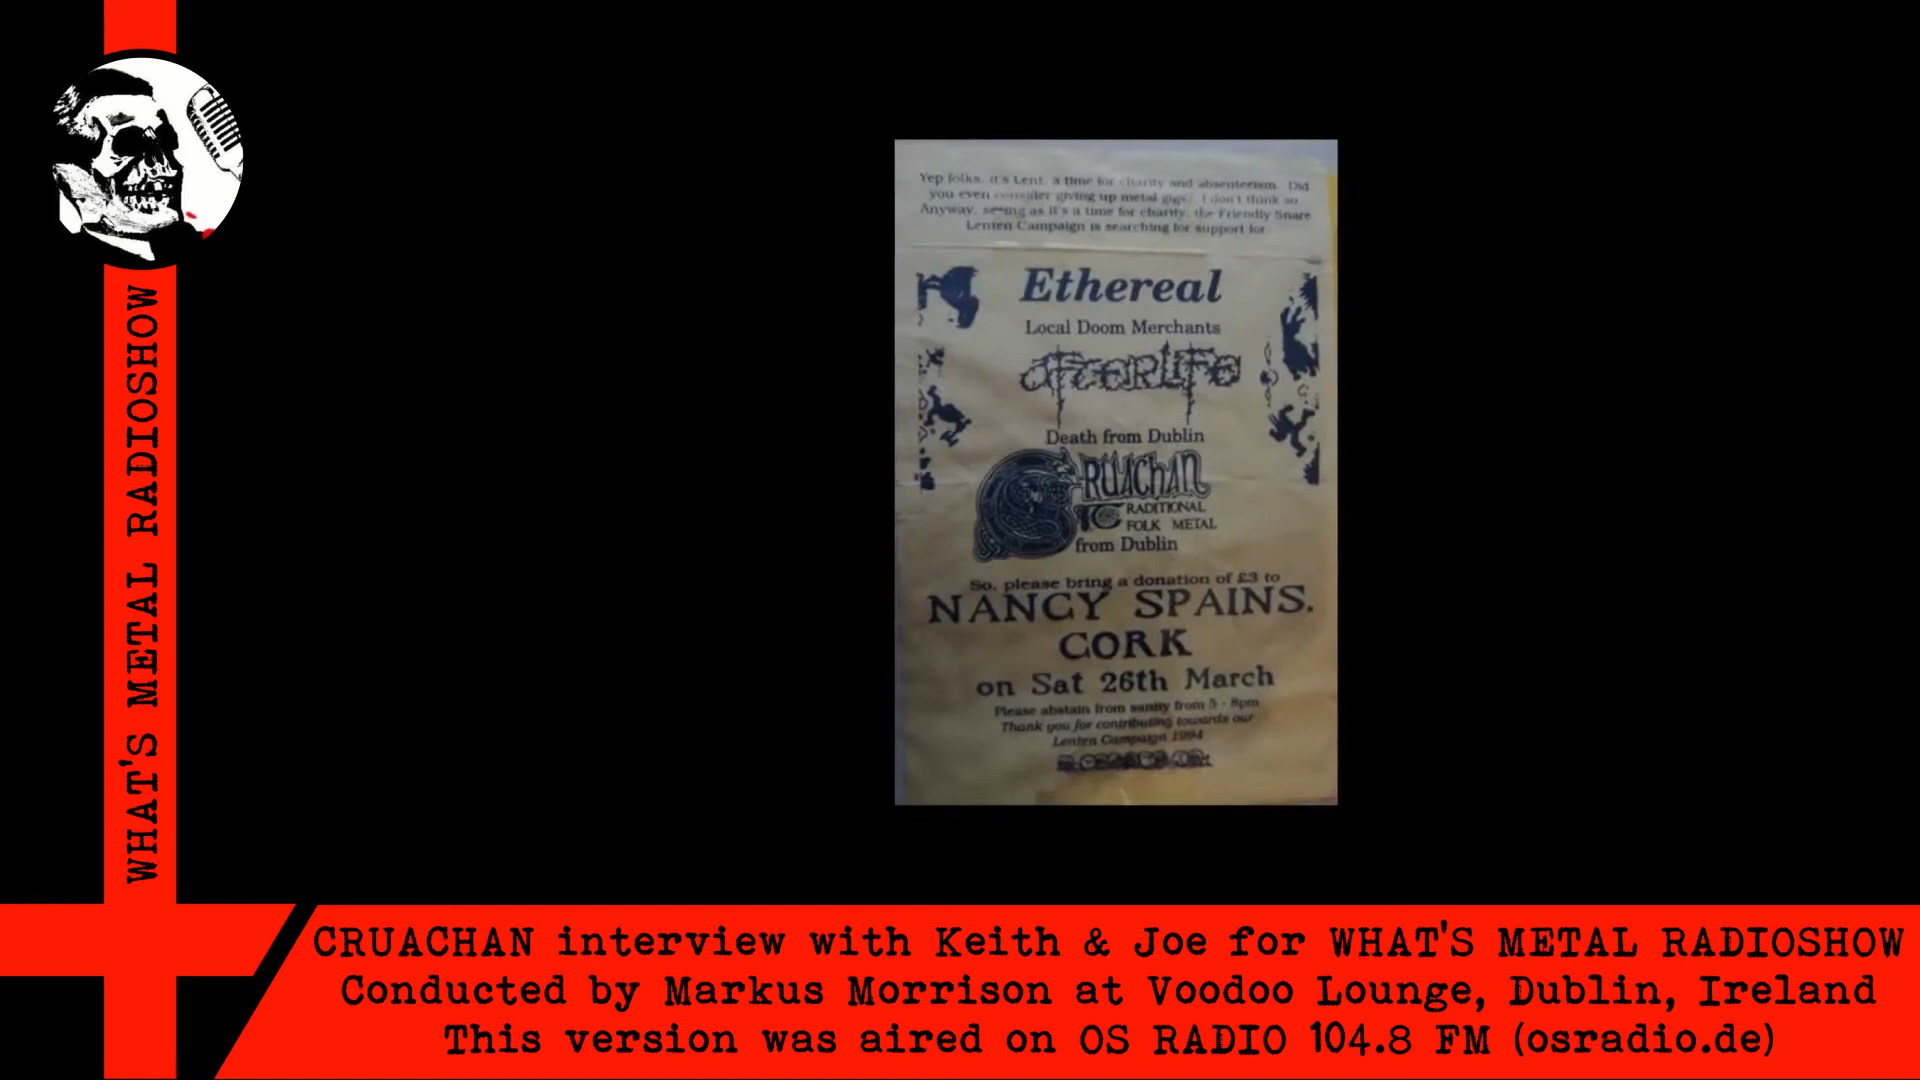 WHAT'S METAL RADIOSHOW
Yep folks, it's Lent, a time for charity and absenteeism. Did
you even consider giving up metal gigs? I don't think so.
Anyway, seeing as it's a time for charity, the Friendly Snare
Lenten Campaign is searching for support for
Ethereal
Local Doom Merchants
AFTERLIFE
Death from Dublin
CRUAChAN
TRADITIONAL
FOLK METAL
from Dublin
So, please bring a donation of £3 to
NANCY SPAINS.
CORK
on Sat 26th March
Please abstain from sanity from 5 - 8pm
Thank you for contributing towards our
Lenten Campaign 1994
CRUACHAN interview with Keith & Joe for WHAT'S METAL RADIOSHOW
Conducted by Markus Morrison at Voodoo Lounge, Dublin, Ireland
This version was aired on OS RADIO 104.8 FM (osradio.de)